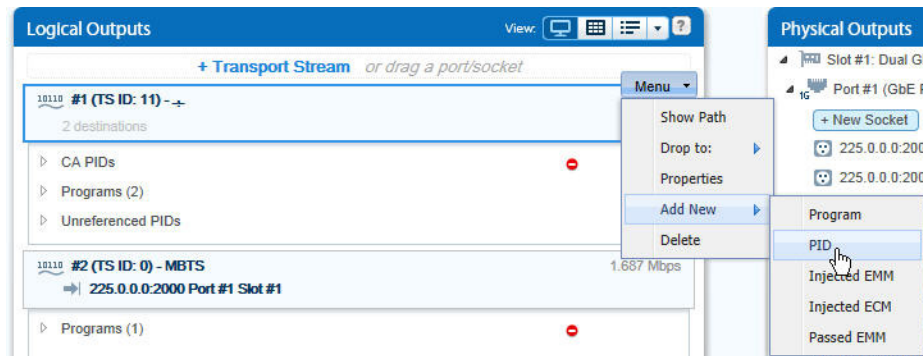 Logical Outputs
View:
?
+ Transport Stream or drag a port/socket
Menu
10110 #1 (TS ID: 11) -
2 destinations
CA PIDs
Programs (2)
Unreferenced PIDs
10110 #2 (TS ID: 0) - MBTS
1.687 Mbps
225.0.0.0:2000 Port #1 Slot #1
Programs (1)
Show Path
Drop to:
Properties
Add New
Delete
Program
PID
Injected EMM
Injected ECM
Passed EMM
Physical Outputs
Slot #1: Dual G
1G Port #1 (GbE
+ New Socket
225.0.0.0:200
225.0.0.0:200